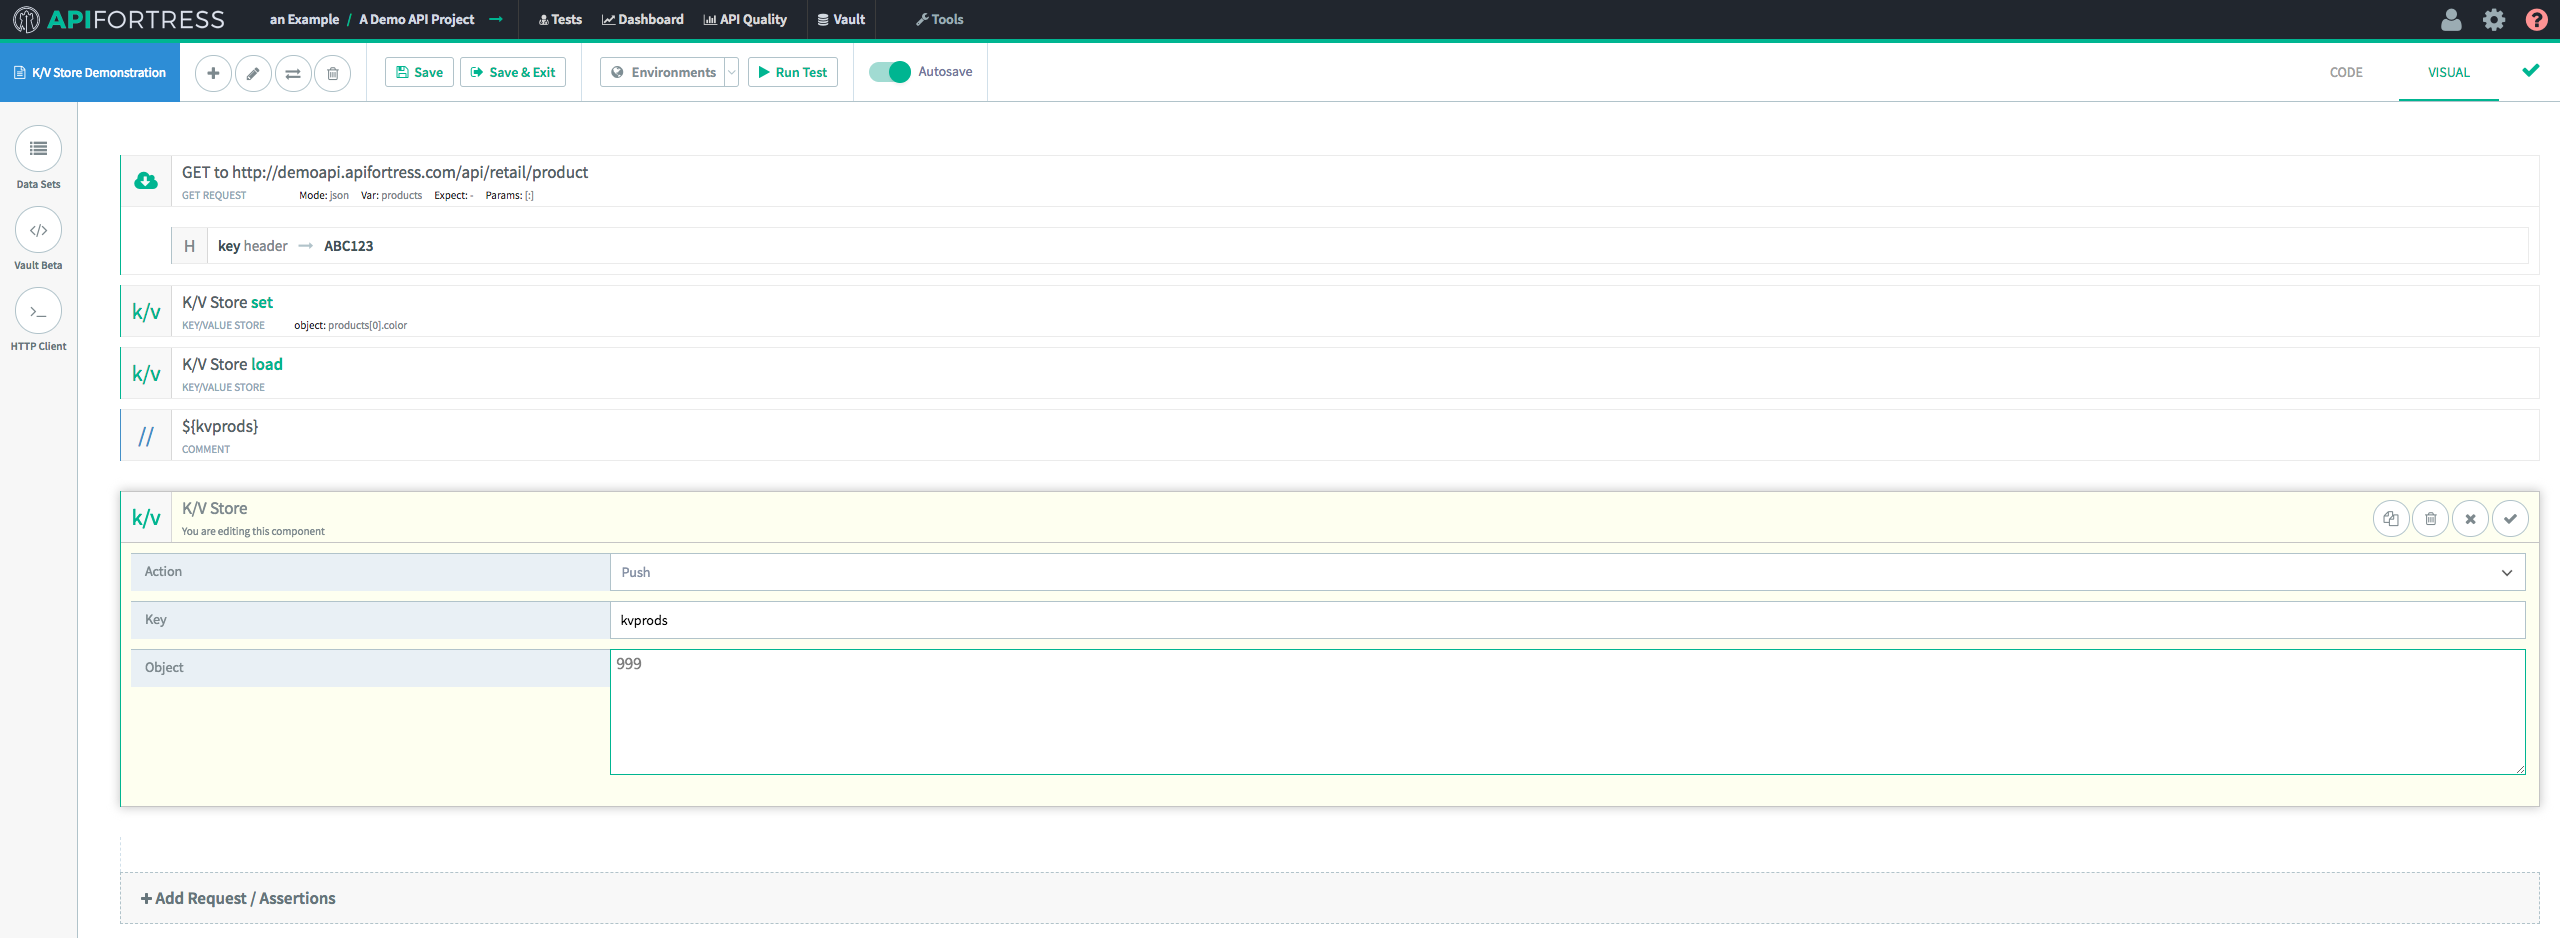 APIFORTRESS an Example / A Demo API Project → Tests Dashboard API Quality Vault Tools ?
K/V Store Demonstration Save Save & Exit Environments Run Test Autosave CODE VISUAL
Data Sets
</>
Vault Beta
>_
HTTP Client
GET to http://demoapi.apifortress.com/api/retail/product
GET REQUEST Mode: json Var: products Expect: - Params: [:]
H key header → ABC123
k/v K/V Store set
KEY/VALUE STORE object: products[0].color
k/v K/V Store load
KEY/VALUE STORE
// ${kvprods}
COMMENT
k/v K/V Store
You are editing this component
Action Push
Key kvprods
Object 999
+ Add Request / Assertions